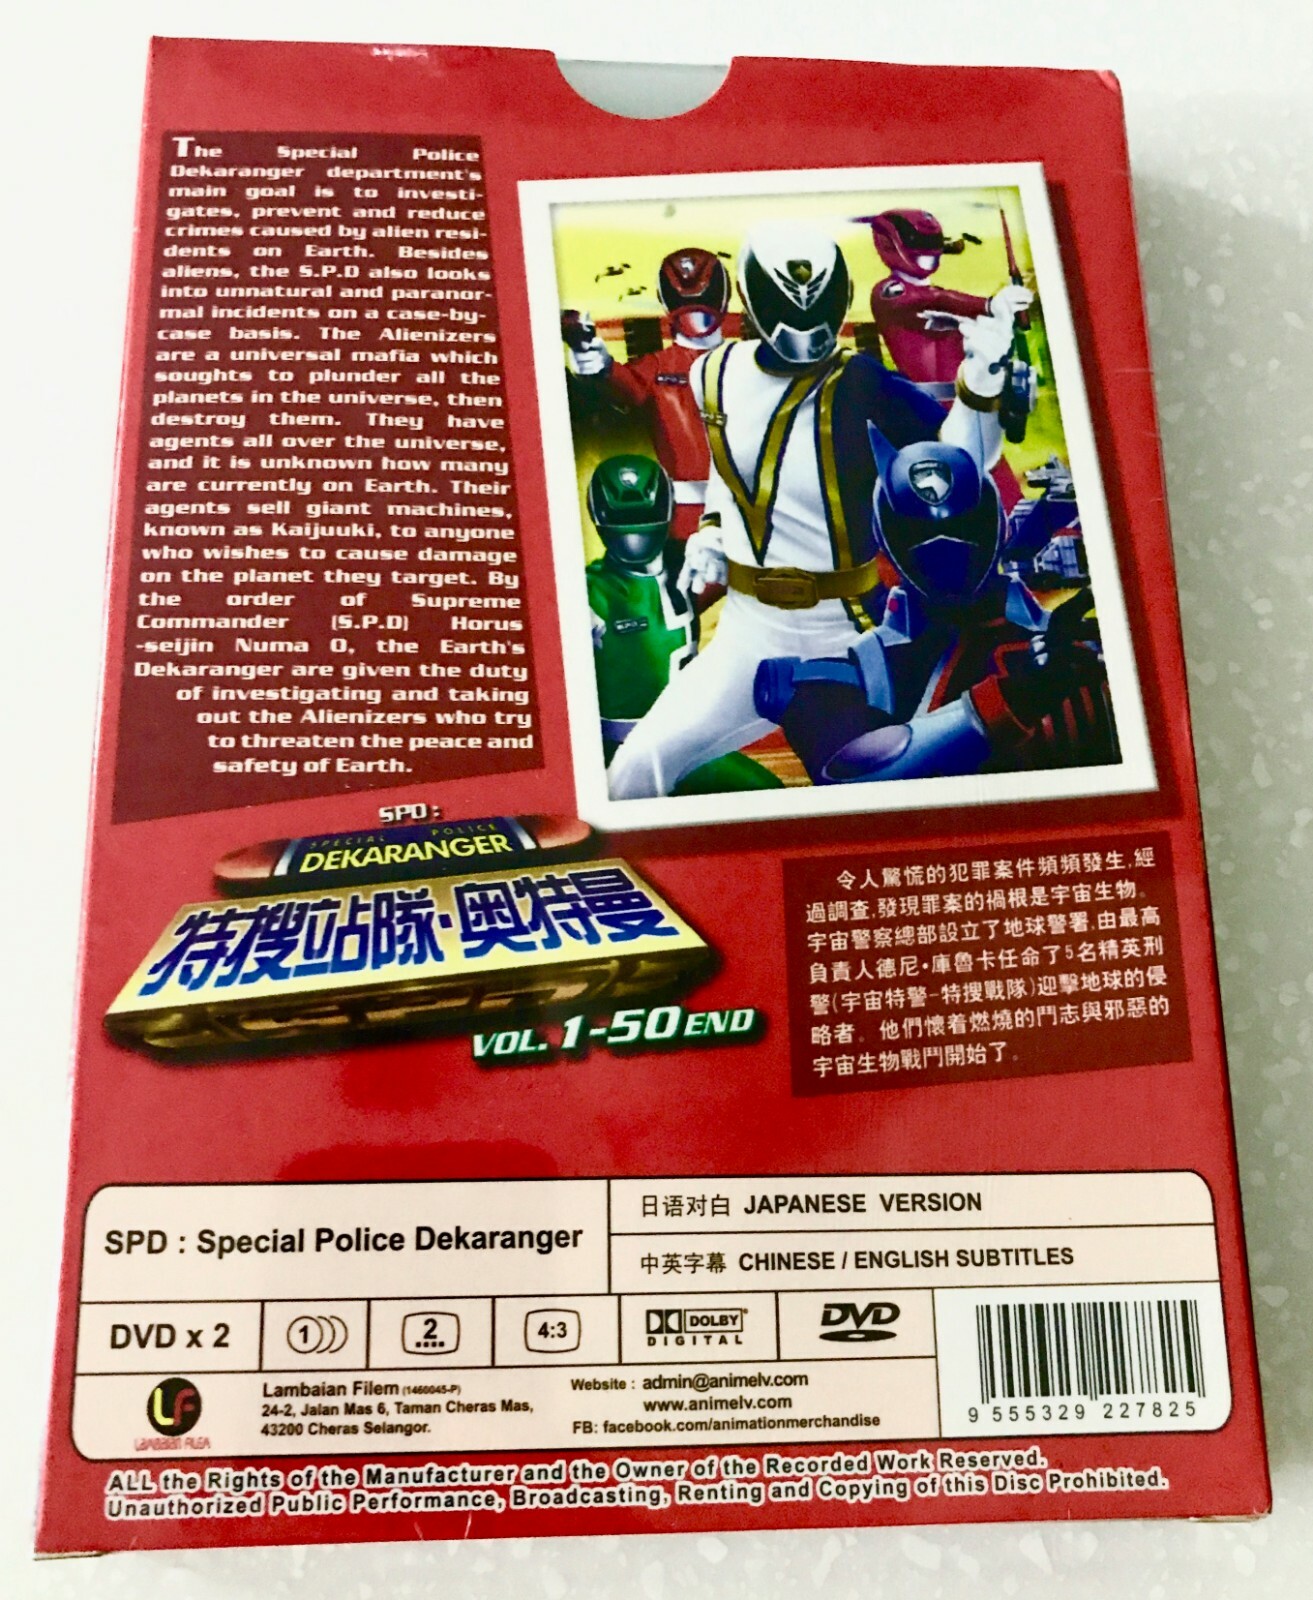 The Special Police
Dekaranger department's
main goal is to investi-
gates, prevent and reduce
crimes caused by alien resi-
dents on Earth. Besides
aliens, the S.P.D also looks
into unnatural and paranor-
mal incidents on a case-by-
case basis. The Alienizers
are a universal mafia which
soughts to plunder all the
planets in the universe, then
destroy them. They have
agents all over the universe,
and it is unknown how many
are currently on Earth. Their
agents sell giant machines,
known as Kaijuuki, to anyone
who wishes to cause damage
on the planet they target. By
the order of Supreme
Commander (S.P.D) Horus
-seijin Numa O, the Earth's
Dekaranger are given the duty
of investigating and taking
out the Alienizers who try
to threaten the peace and
safety of Earth.
SPD :
SPECIAL POLICE
DEKARANGER
特搜站隊·奧特曼
VOL. 1-50 END
令人驚慌的犯罪案件頻頻發生,經
過調查,發現罪案的禍根是宇宙生物。
宇宙警察總部設立了地球警署,由最高
負責人德尼•庫魯卡任命了5名精英刑
警(宇宙特警-特搜戰隊)迎擊地球的侵
略者。他們懷着燃燒的鬥志與邪惡的
宇宙生物戰鬥開始了。
SPD : Special Police Dekaranger
日语对白 JAPANESE VERSION
中英字幕 CHINESE / ENGLISH SUBTITLES
DVD x 2
1
2
4:3
DOLBY
DIGITAL
DVD
LF
LAMBAIAN FILEM
Lambaian Filem (1460045-P)
24-2, Jalan Mas 6, Taman Cheras Mas,
43200 Cheras Selangor.
Website : admin@animelv.com
www.animelv.com
FB: facebook.com/animationmerchandise
9 555329 227825
ALL the Rights of the Manufacturer and the Owner of the Recorded Work Reserved.
Unauthorized Public Performance, Broadcasting, Renting and Copying of this Disc Prohibited.